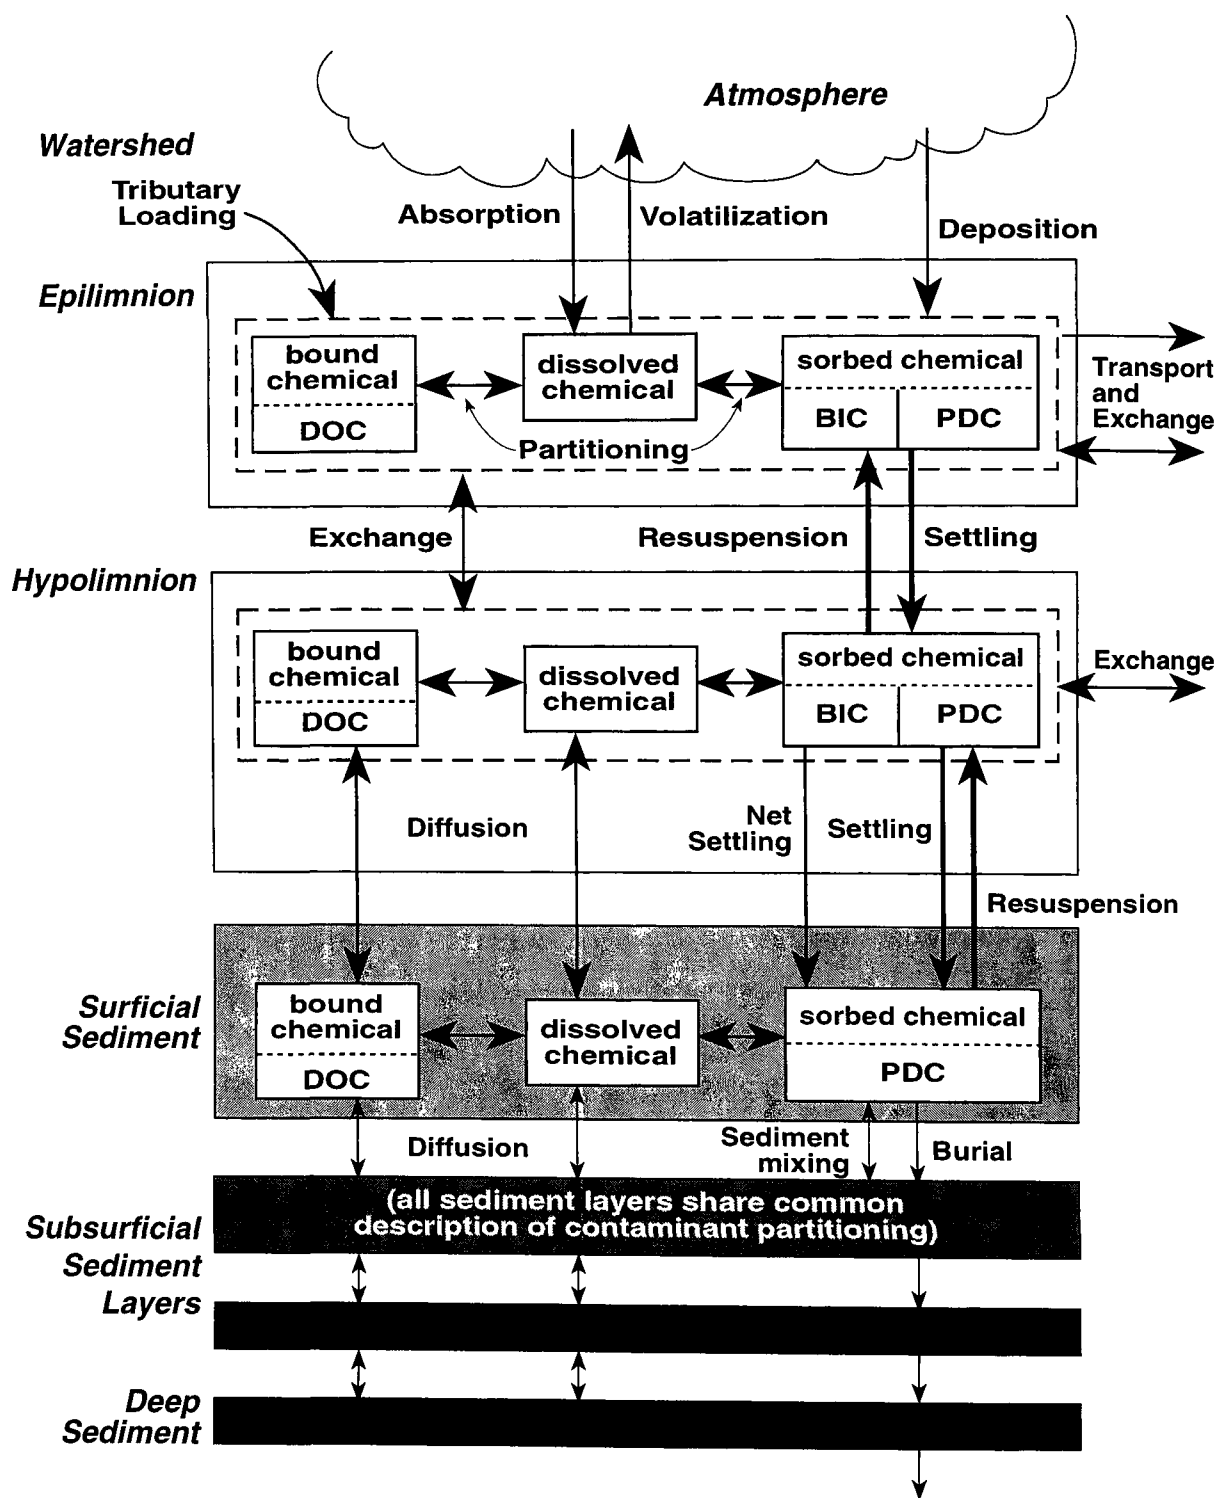 Atmosphere
Watershed
Tributary
Loading
Absorption
Volatilization
Deposition
Epilimnion
bound
chemical
DOC
dissolved
chemical
sorbed chemical
BIC
PDC
Partitioning
Transport
and
Exchange
Exchange
Resuspension
Settling
Hypolimnion
bound
chemical
DOC
dissolved
chemical
sorbed chemical
BIC
PDC
Exchange
Diffusion
Net
Settling
Settling
Resuspension
Surficial
Sediment
bound
chemical
DOC
dissolved
chemical
sorbed chemical
PDC
Diffusion
Sediment
mixing
Burial
(all sediment layers share common
description of contaminant partitioning)
Subsurficial
Sediment
Layers
Deep
Sediment